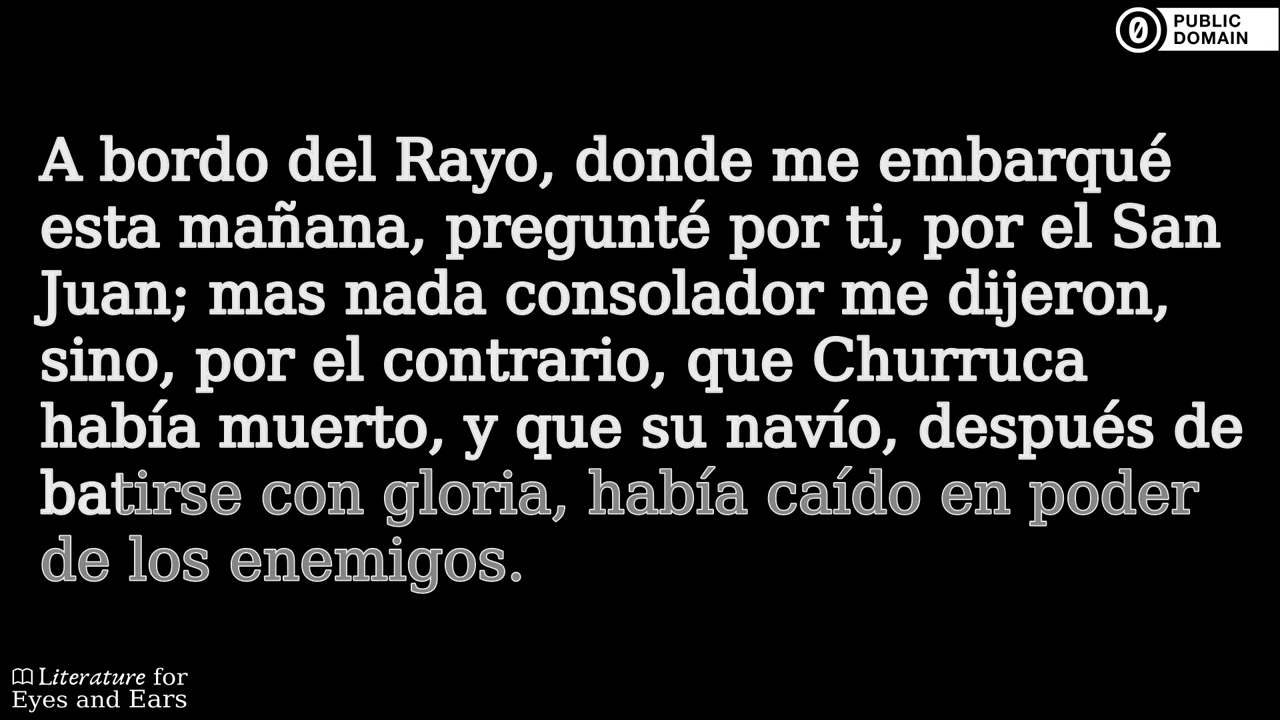 PUBLIC
DOMAIN
A bordo del Rayo, donde me embarqué
esta mañana, pregunté por ti, por el San
Juan; mas nada consolador me dijeron,
sino, por el contrario, que Churruca
había muerto, y que su navío, después de
batirse con gloria, había caído en poder
de los enemigos.
Literature for
Eyes and Ears